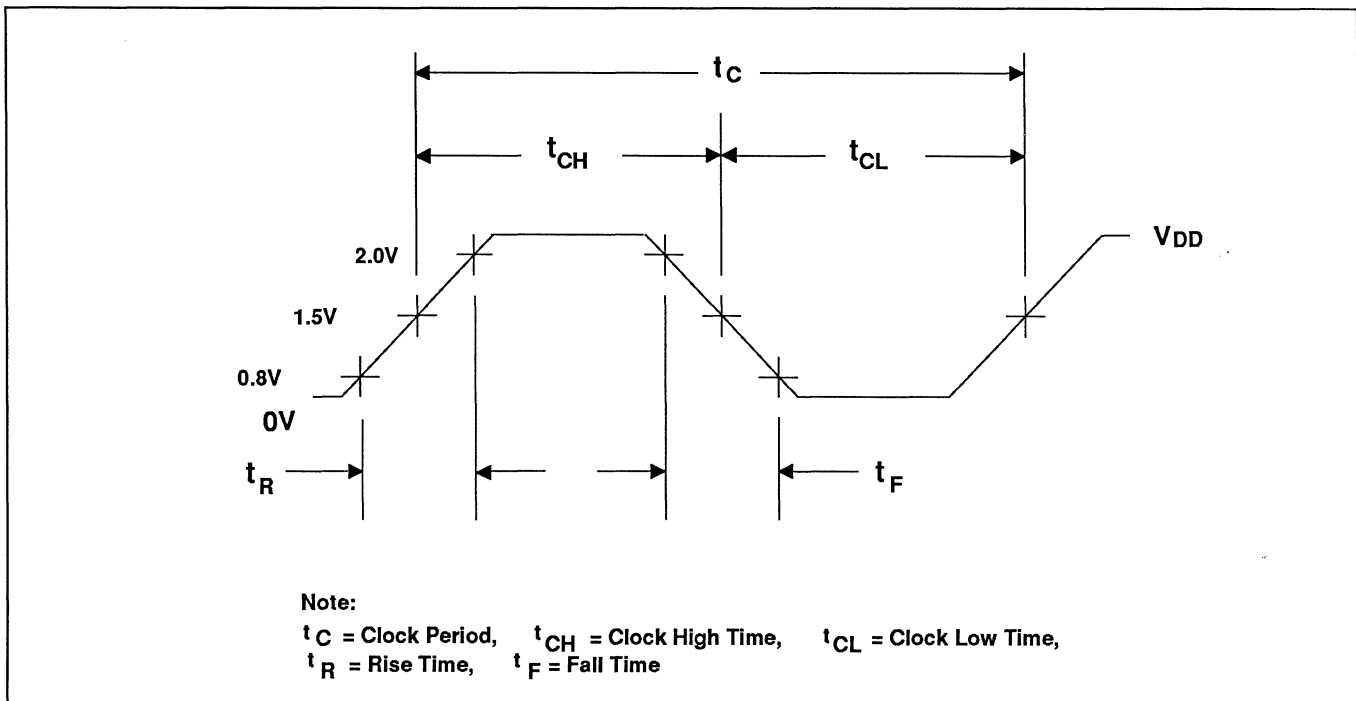 tC
tCH tCL
2.0V
VDD
1.5V
0.8V
0V
tR tF
Note:
tC = Clock Period, tCH = Clock High Time, tCL = Clock Low Time,
tR = Rise Time, tF = Fall Time